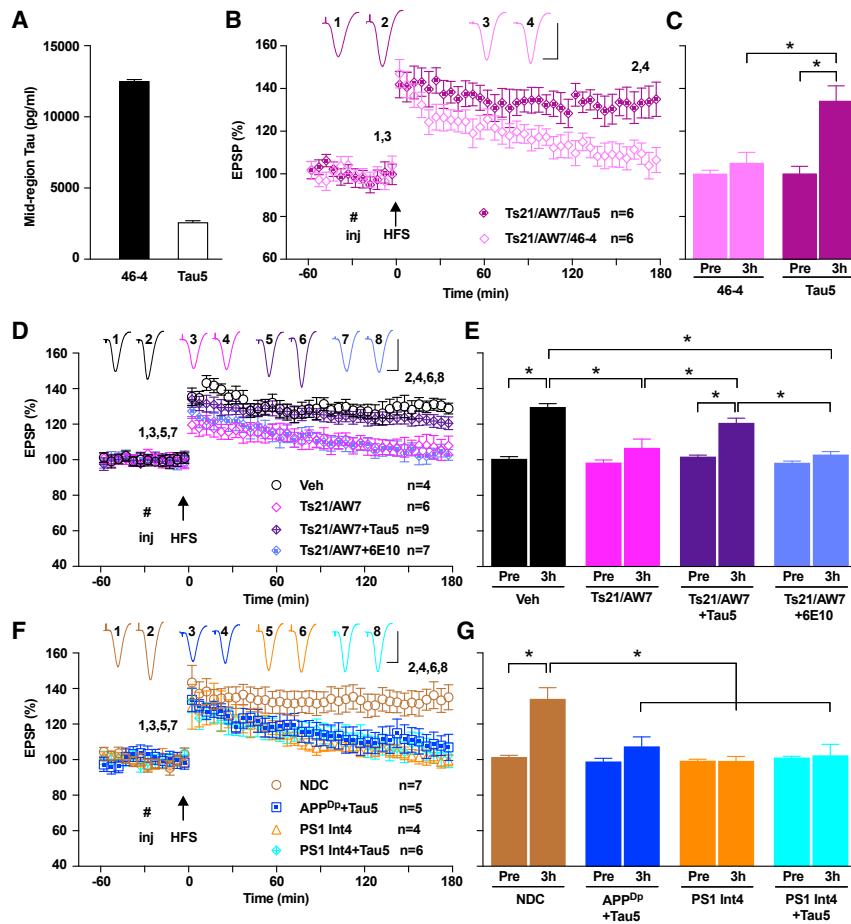 A
Mid-region Tau (pg/ml)
15000
10000
5000
0
46-4 Tau5
B
EPSP (%)
160
140
120
100
80
60
1 2 3 4
2,4
1,3
#
inj
HFS
Ts21/AW7/Tau5 n=6
Ts21/AW7/46-4 n=6
-60 0 60 120 180
Time (min)
C
*
*
Pre 3h Pre 3h
46-4 Tau5
D
EPSP (%)
160
140
120
100
80
60
40
1 2 3 4 5 6 7 8
2,4,6,8
1,3,5,7
#
inj
HFS
Veh n=4
Ts21/AW7 n=6
Ts21/AW7+Tau5 n=9
Ts21/AW7+6E10 n=7
-60 0 60 120 180
Time (min)
E
*
* * *
* *
Pre 3h Pre 3h Pre 3h Pre 3h
Veh Ts21/AW7 Ts21/AW7 Ts21/AW7
+Tau5 +6E10
F
EPSP (%)
160
140
120
100
80
60
40
1 2 3 4 5 6 7 8
2,4,6,8
1,3,5,7
#
inj
HFS
NDC n=7
APPDp+Tau5 n=5
PS1 Int4 n=4
PS1 Int4+Tau5 n=6
-60 0 60 120 180
Time (min)
G
* *
Pre 3h Pre 3h Pre 3h Pre 3h
NDC APPDp PS1 Int4 PS1 Int4
+Tau5 +Tau5